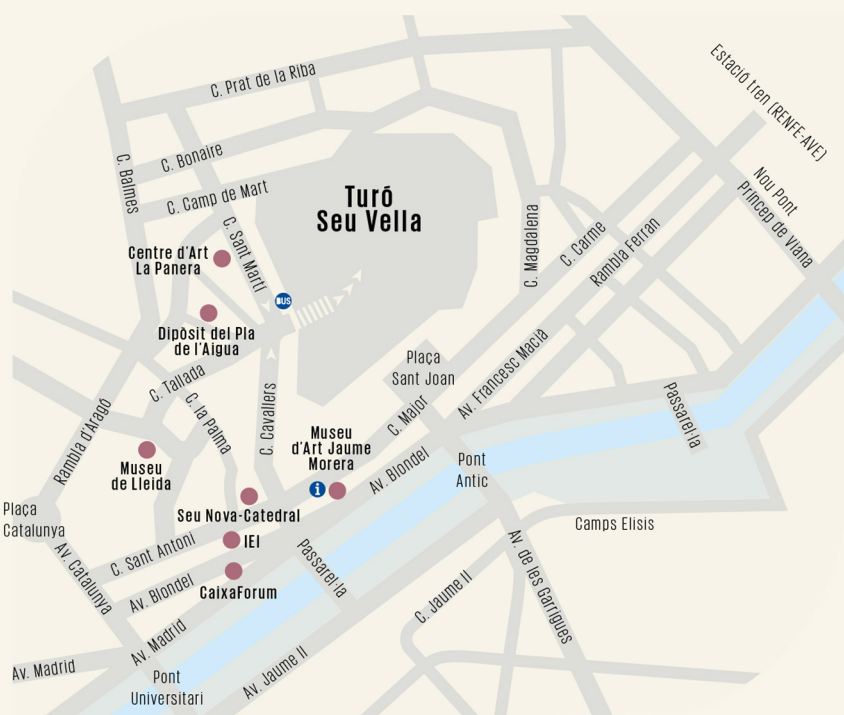 C. Prat de la Riba
Estació tren (RENFE-AVE)
C. Bonaire
C. Balmes
C. Camp de Mart
Turó
Seu Vella
Nou Pont
Príncep de Viana
C. Sant Martí
C. Magdalena
C. Carme
Rambla Ferran
Centre d'Art
La Panera
BUS
Dipòsit del Pla
de l'Aigua
Plaça
Sant Joan
Av. Francesc Macià
C. Tallada
C. la Palma
C. Cavallers
C. Major
Passarel·la
Rambla d'Aragó
Museu
d'Art Jaume
Morera
Av. Blondel
Museu
de Lleida
i
Pont
Antic
Plaça
Catalunya
Seu Nova-Catedral
Camps Elisis
IEI
C. Sant Antoni
Av. Catalunya
Passarel·la
Av. de les Garrigues
Av. Blondel
CaixaForum
C. Jaume II
Av. Madrid
Av. Madrid
Av. Jaume II
Pont
Universitari